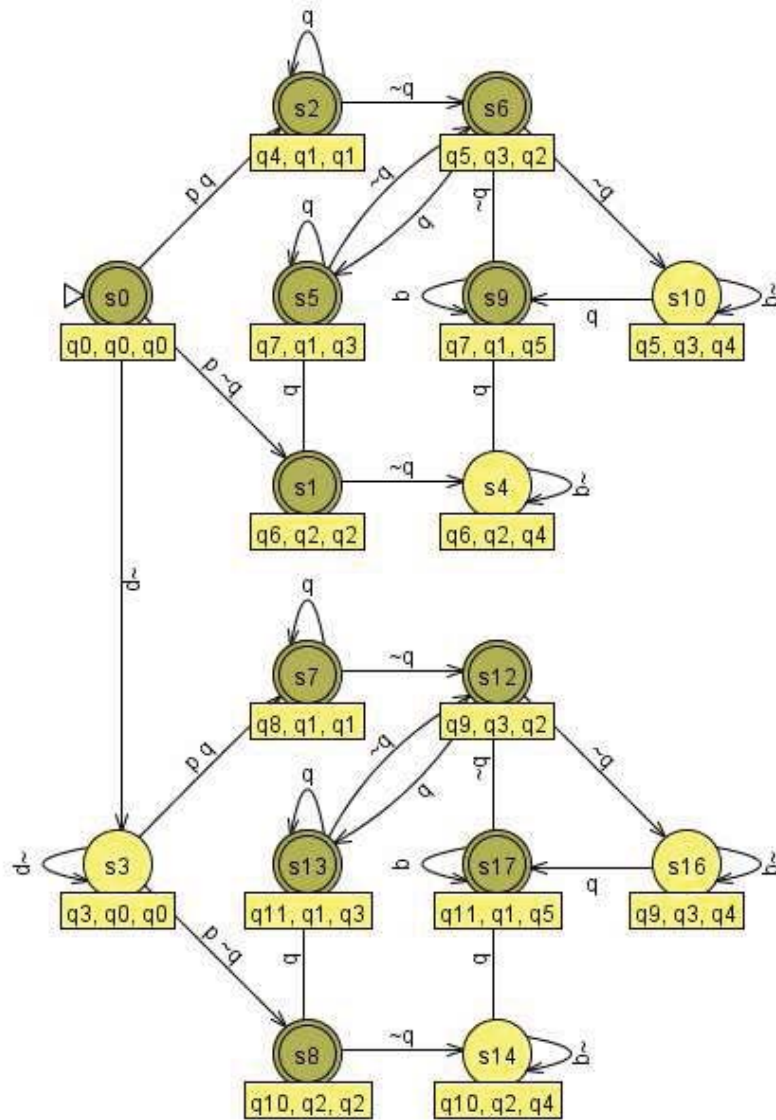 q
s2
~q
s6
q4, q1, q1
q5, q3, q2
p q
~q
q
~q
~q
q
s0
s5
q
s9
q
s10
~q
q0, q0, q0
q7, q1, q3
q7, q1, q5
q5, q3, q4
p ~q
q
q
s1
~q
s4
~q
q6, q2, q2
q6, q2, q4
~p
q
s7
~q
s12
q8, q1, q1
q9, q3, q2
p q
~q
q
~q
~q
q
~p
s3
s13
q
s17
q
s16
~q
q3, q0, q0
q11, q1, q3
q11, q1, q5
q9, q3, q4
p ~q
q
q
s8
~q
s14
~q
q10, q2, q2
q10, q2, q4